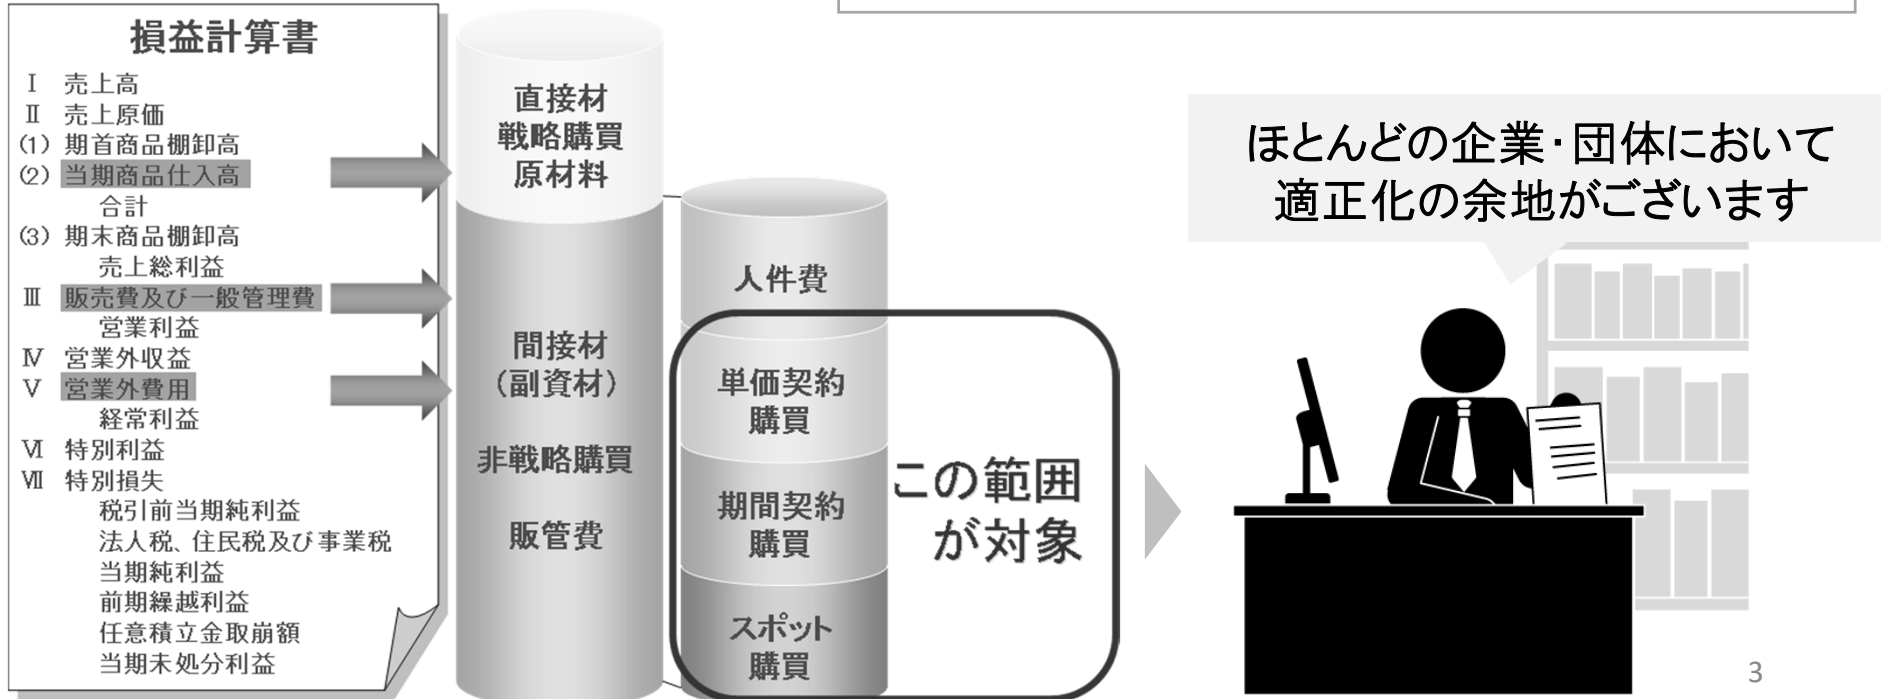 損益計算書
Ⅰ 売上高
Ⅱ 売上原価
(1) 期首商品棚卸高
(2) 当期商品仕入高
合計
(3) 期末商品棚卸高
売上総利益
Ⅲ 販売費及び一般管理費
営業利益
Ⅳ 営業外収益
Ⅴ 営業外費用
経常利益
Ⅵ 特別利益
Ⅶ 特別損失
税引前当期純利益
法人税、住民税及び事業税
当期純利益
前期繰越利益
任意積立金取崩額
当期未処分利益
直接材
戦略購買
原材料
間接材
（副資材）
非戦略購買
販管費
人件費
単価契約
購買
期間契約
購買
スポット
購買
この範囲
が対象
ほとんどの企業・団体において
適正化の余地がございます
3